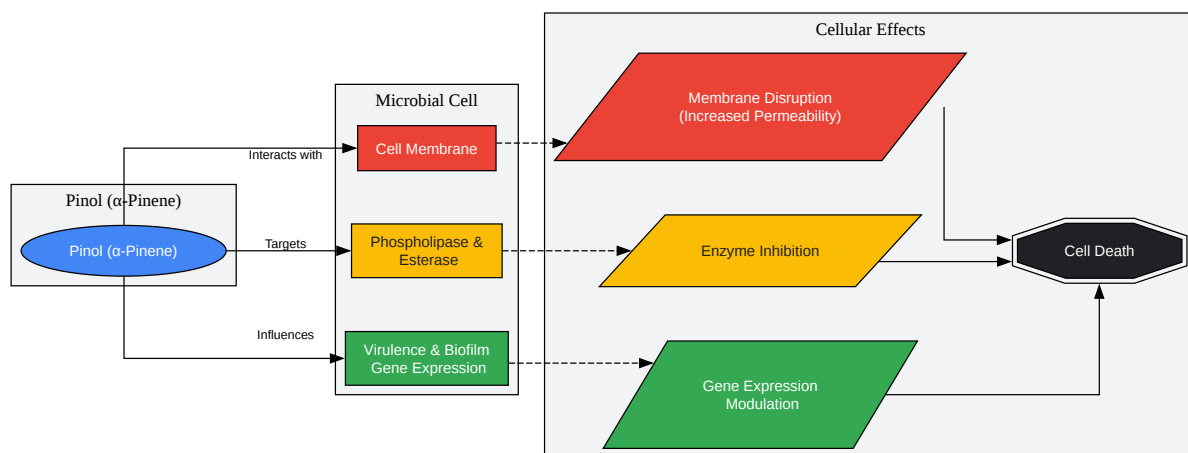 Cellular Effects
Microbial Cell
Membrane Disruption
(Increased Permeability)
Cell Membrane
Interacts with
Pinol (α-Pinene)
Pinol (α-Pinene)
Targets
Phospholipase &
Esterase
Enzyme Inhibition
Cell Death
Influences
Virulence & Biofilm
Gene Expression
Gene Expression
Modulation